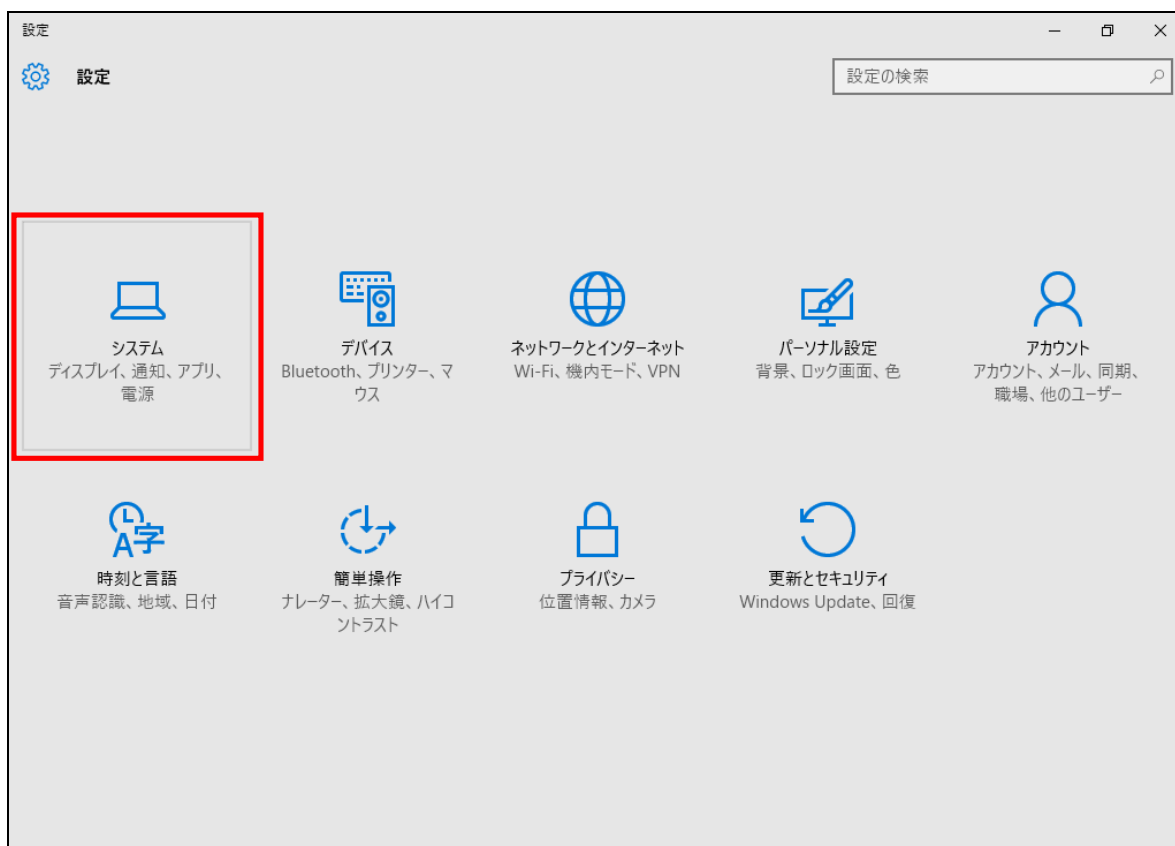 設定
設定
設定の検索
システム
ディスプレイ、通知、アプリ、
電源
デバイス
Bluetooth、プリンター、マ
ウス
ネットワークとインターネット
Wi-Fi、機内モード、VPN
パーソナル設定
背景、ロック画面、色
アカウント
アカウント、メール、同期、
職場、他のユーザー
時刻と言語
音声認識、地域、日付
簡単操作
ナレーター、拡大鏡、ハイコ
ントラスト
プライバシー
位置情報、カメラ
更新とセキュリティ
Windows Update、回復